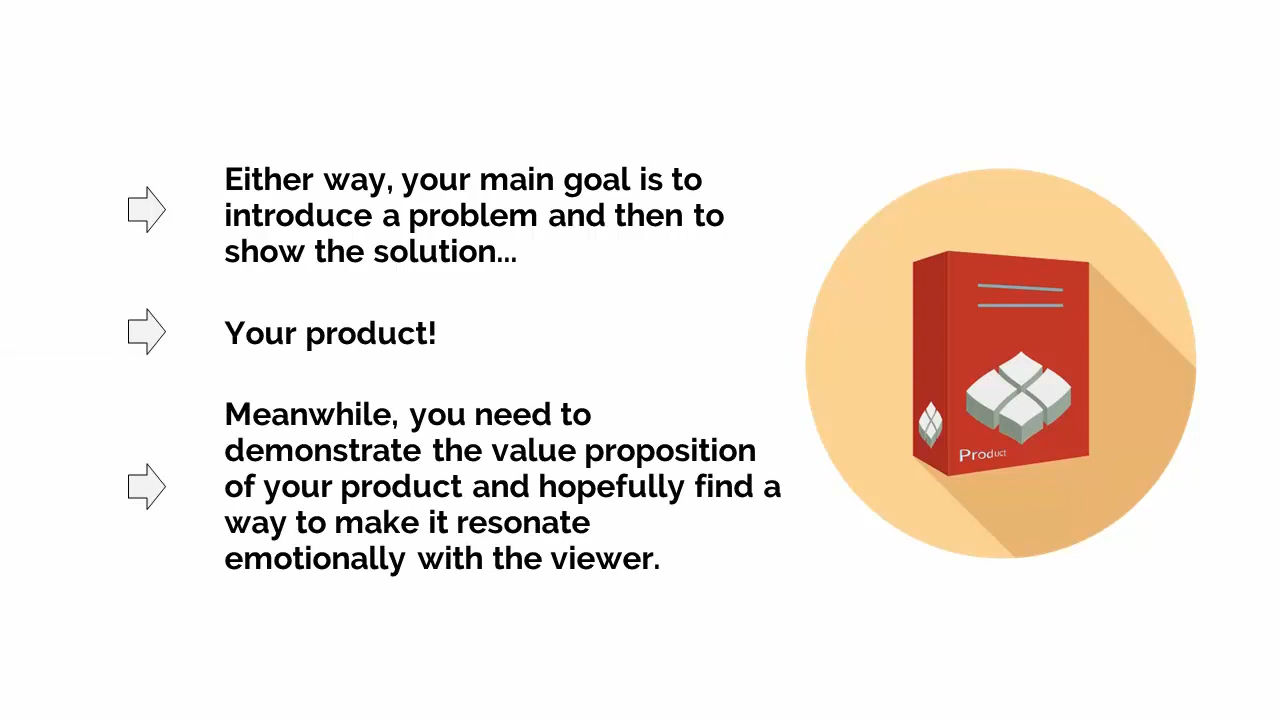 Either way, your main goal is to
introduce a problem and then to
show the solution...
Your product!
Meanwhile, you need to
demonstrate the value proposition
of your product and hopefully find a
way to make it resonate
emotionally with the viewer.
Product